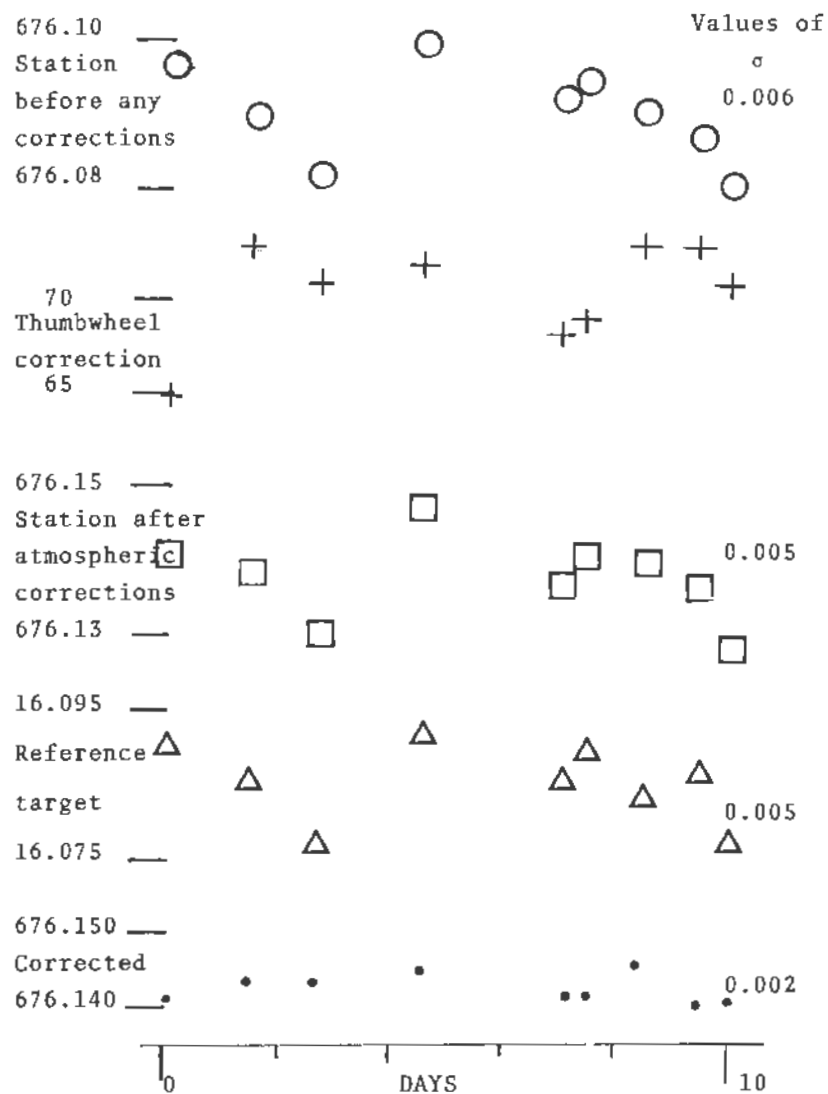 676.10
Values of
Station
σ
before any
0.006
corrections
676.08
70
Thumbwheel
correction
65
676.15
Station after
atmospheric
0.005
corrections
676.13
16.095
Reference
target
0.005
16.075
676.150
Corrected
0.002
676.140
0
DAYS
10